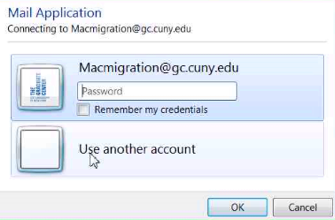 Mail Application
Connecting to Macmigration@gc.cuny.edu
Macmigration@gc.cuny.edu
Password
Remember my credentials
Use another account
OK
Cancel